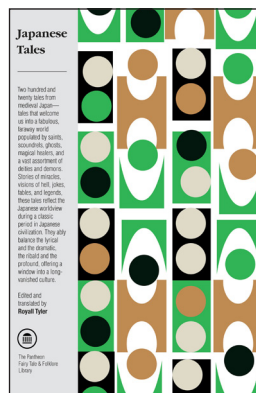 Japanese
Tales
Two hundred and
twenty tales from
medieval Japan—
tales that welcome
us into a fabulous,
faraway world
populated by saints,
scoundrels, ghosts,
magical healers, and
a vast assortment of
deities and demons.
Stories of miracles,
visions of hell, jokes,
fables, and legends,
these tales reflect the
Japanese worldview
during a classic
period in Japanese
civilization. They ably
balance the lyrical
and the dramatic,
the ribald and the
profound, offering a
window into a long-
vanished culture.
Edited and
translated by
Royall Tyler
The Pantheon
Fairy Tale & Folklore
Library